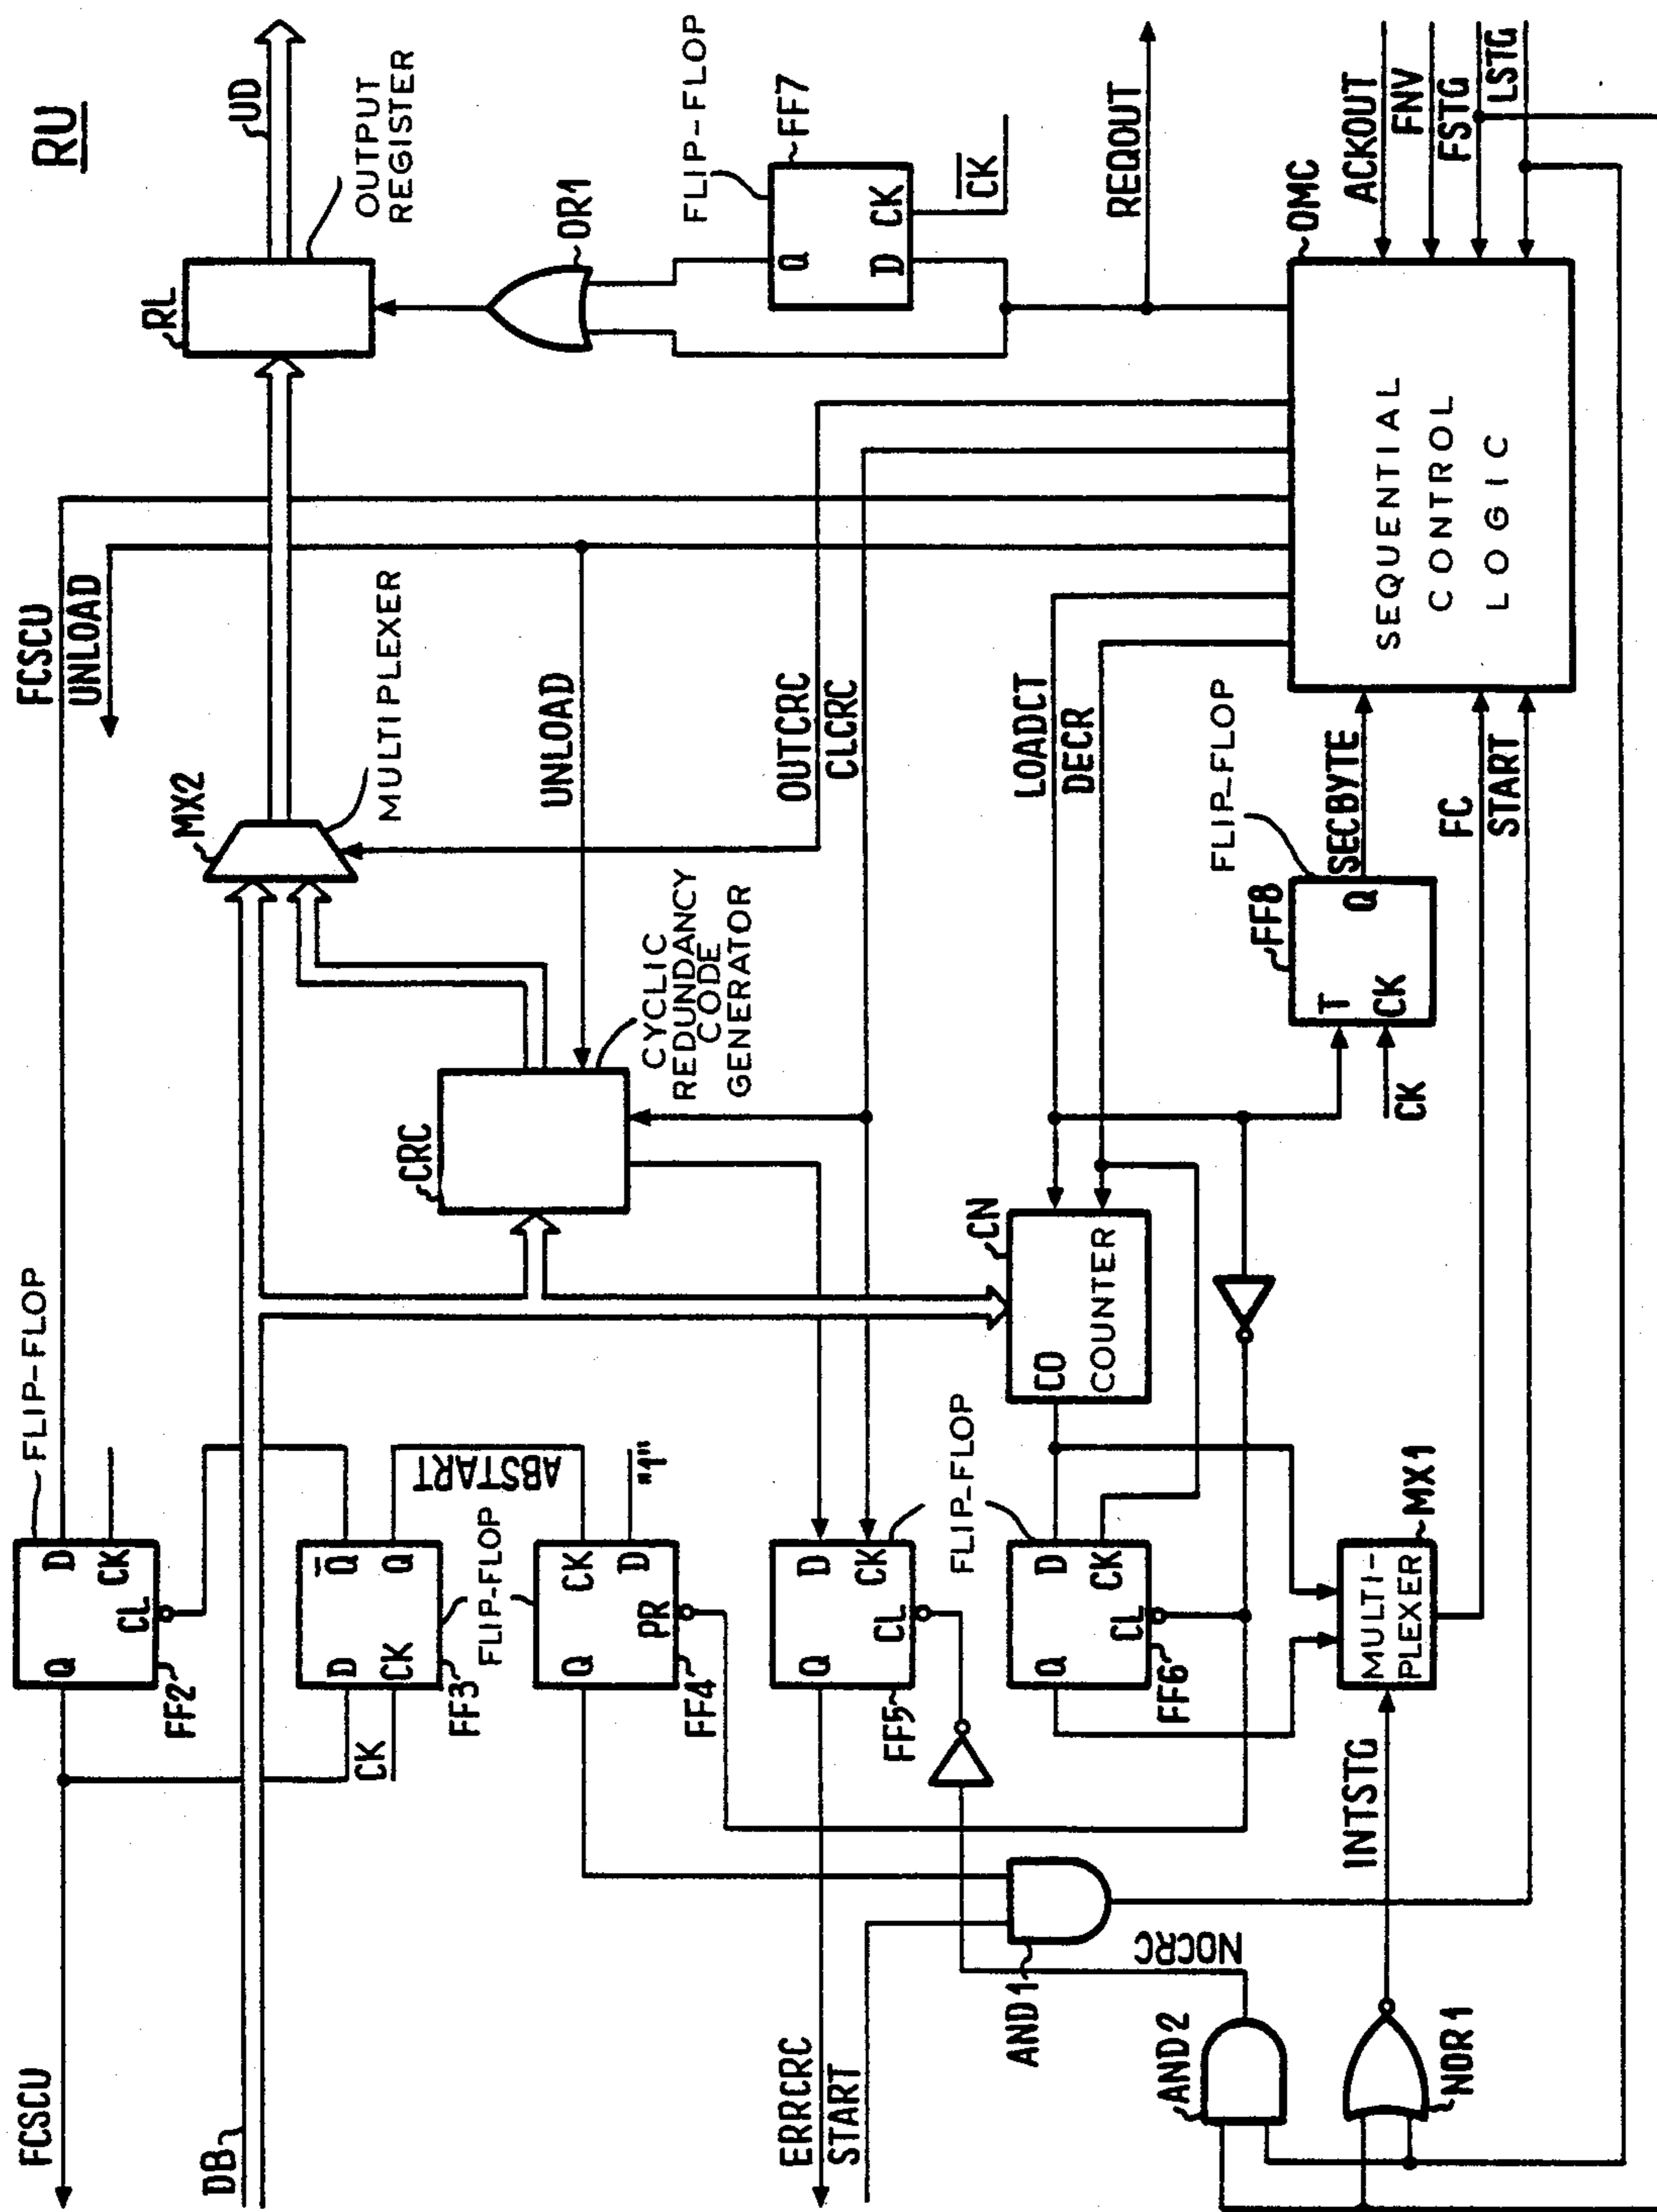 RU
UD
OUTPUT
REGISTER
RL
OR1
FLIP-FLOP
FF7
Q
D
CK
CK
REQOUT
ACKOUT
FNV
FSTG
LSTG
OMC
SEQUENTIAL
CONTROL
LOGIC
FCSCU
UNLOAD
MX2
MULTIPLEXER
UNLOAD
OUTCRC
CLCRC
LOADCT
DECR
FLIP-FLOP
SECBYTE
FC
START
FF8
Q
T
CK
CK
CRC
CYCLIC
REDUNDANCY
CODE
GENERATOR
CN
CO
COUNTER
FLIP-FLOP
D
CK
CL
Q
FF2
Q
Q
D
CK
FF3
ABSTART
FLIP-FLOP
CK
D
"1"
PR
Q
FF4
CK
D
CK
CL
Q
FF5
FLIP-FLOP
D
CK
CL
Q
FF6
MULTI-
PLEXER
MX1
INTSTG
FCSCU
DB
ERRCRC
START
AND1
NOCRC
AND2
NOR1